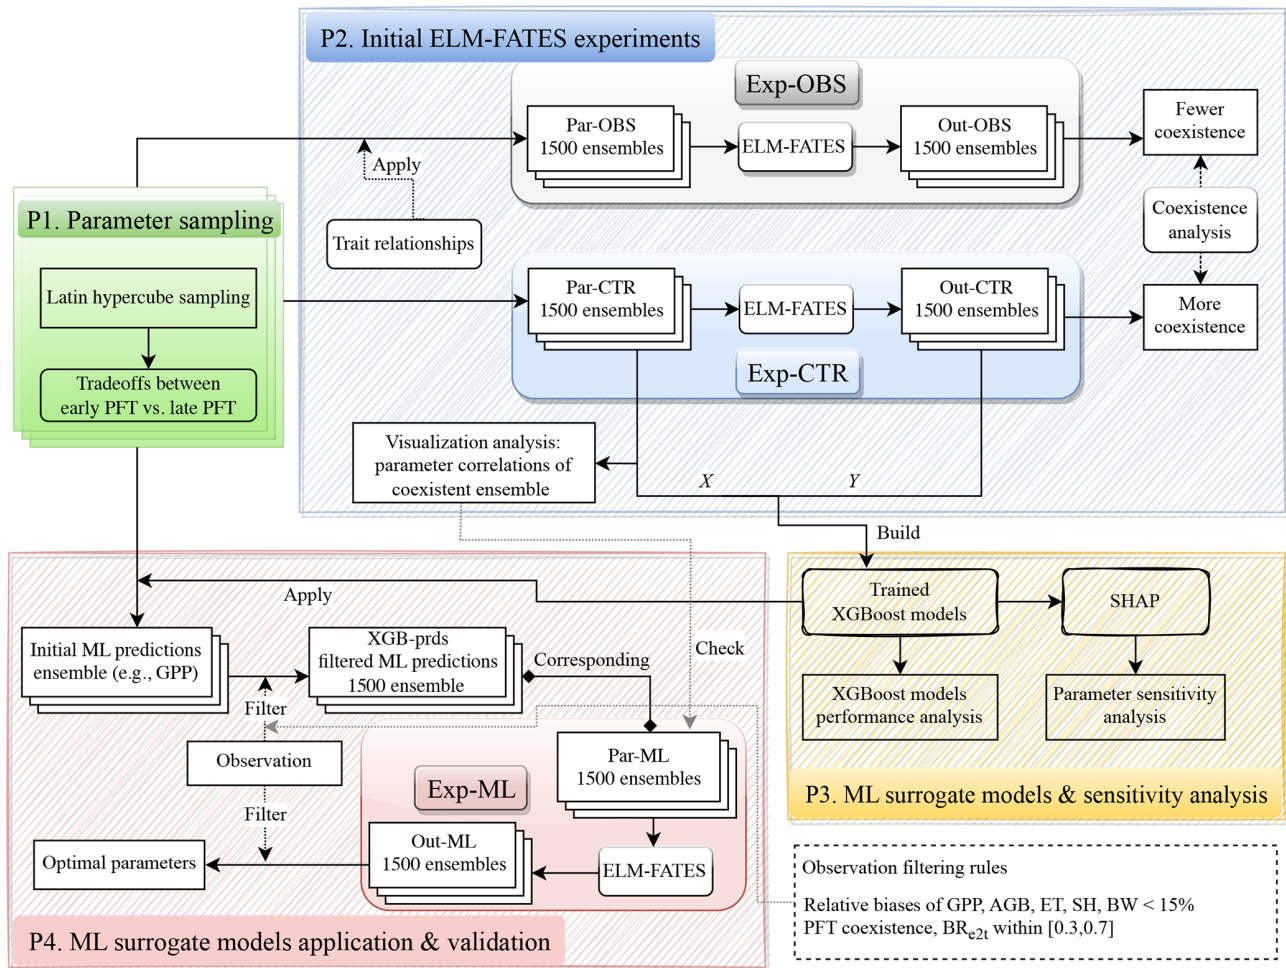 P2. Initial ELM-FATES experiments
Exp-OBS
Par-OBS
1500 ensembles
ELM-FATES
Out-OBS
1500 ensembles
Fewer
coexistence
Apply
Trait relationships
Coexistence
analysis
P1. Parameter sampling
Latin hypercube sampling
Tradeoffs between
early PFT vs. late PFT
Par-CTR
1500 ensembles
ELM-FATES
Out-CTR
1500 ensembles
More
coexistence
Exp-CTR
Visualization analysis:
parameter correlations of
coexistent ensemble
X
Y
Build
Trained
XGBoost models
SHAP
XGBoost models
performance analysis
Parameter sensitivity
analysis
P3. ML surrogate models & sensitivity analysis
Apply
Initial ML predictions
ensemble (e.g., GPP)
XGB-prds
filtered ML predictions
1500 ensemble
Corresponding
Check
Filter
Observation
Filter
Exp-ML
Par-ML
1500 ensembles
Out-ML
1500 ensembles
ELM-FATES
Optimal parameters
P4. ML surrogate models application & validation
Observation filtering rules
Relative biases of GPP, AGB, ET, SH, BW < 15%
PFT coexistence, BRe2t within [0.3,0.7]